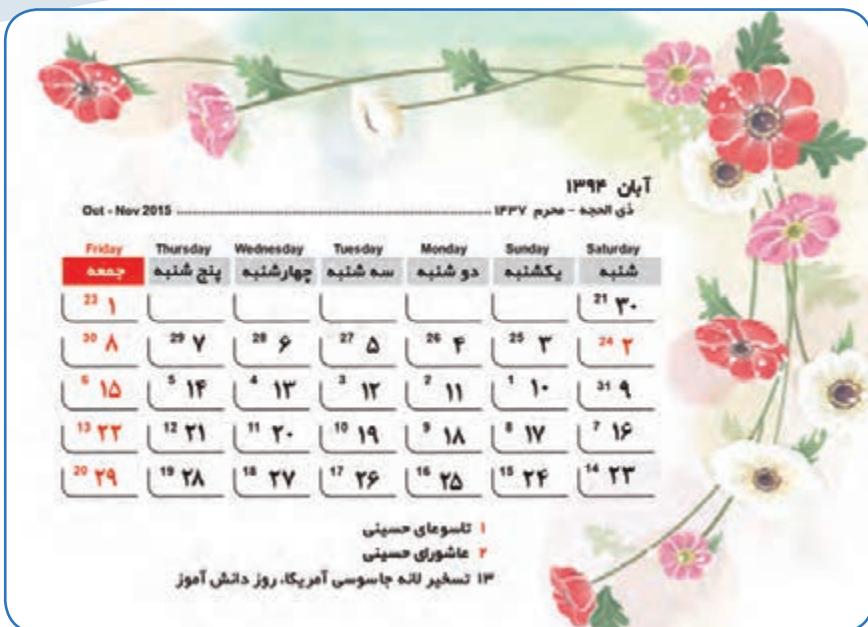 آبان ۱۳۹۴
ذی الحجه - محرم ۱۴۳۷ Oct - Nov 2015
Saturday Sunday Monday Tuesday Wednesday Thursday Friday
شنبه یکشنبه دو شنبه سه شنبه چهارشنبه پنج شنبه جمعه
۳۰ 21 ۱ 23
۲ 24 ۳ 25 ۴ 26 ۵ 27 ۶ 28 ۷ 29 ۸ 30
۹ 31 ۱۰ 1 ۱۱ 2 ۱۲ 3 ۱۳ 4 ۱۴ 5 ۱۵ 6
۱۶ 7 ۱۷ 8 ۱۸ 9 ۱۹ 10 ۲۰ 11 ۲۱ 12 ۲۲ 13
۲۳ 14 ۲۴ 15 ۲۵ 16 ۲۶ 17 ۲۷ 18 ۲۸ 19 ۲۹ 20
۱ تاسوعای حسینی
۲ عاشورای حسینی
۱۳ تسخیر لانه جاسوسی آمریکا، روز دانش آموز